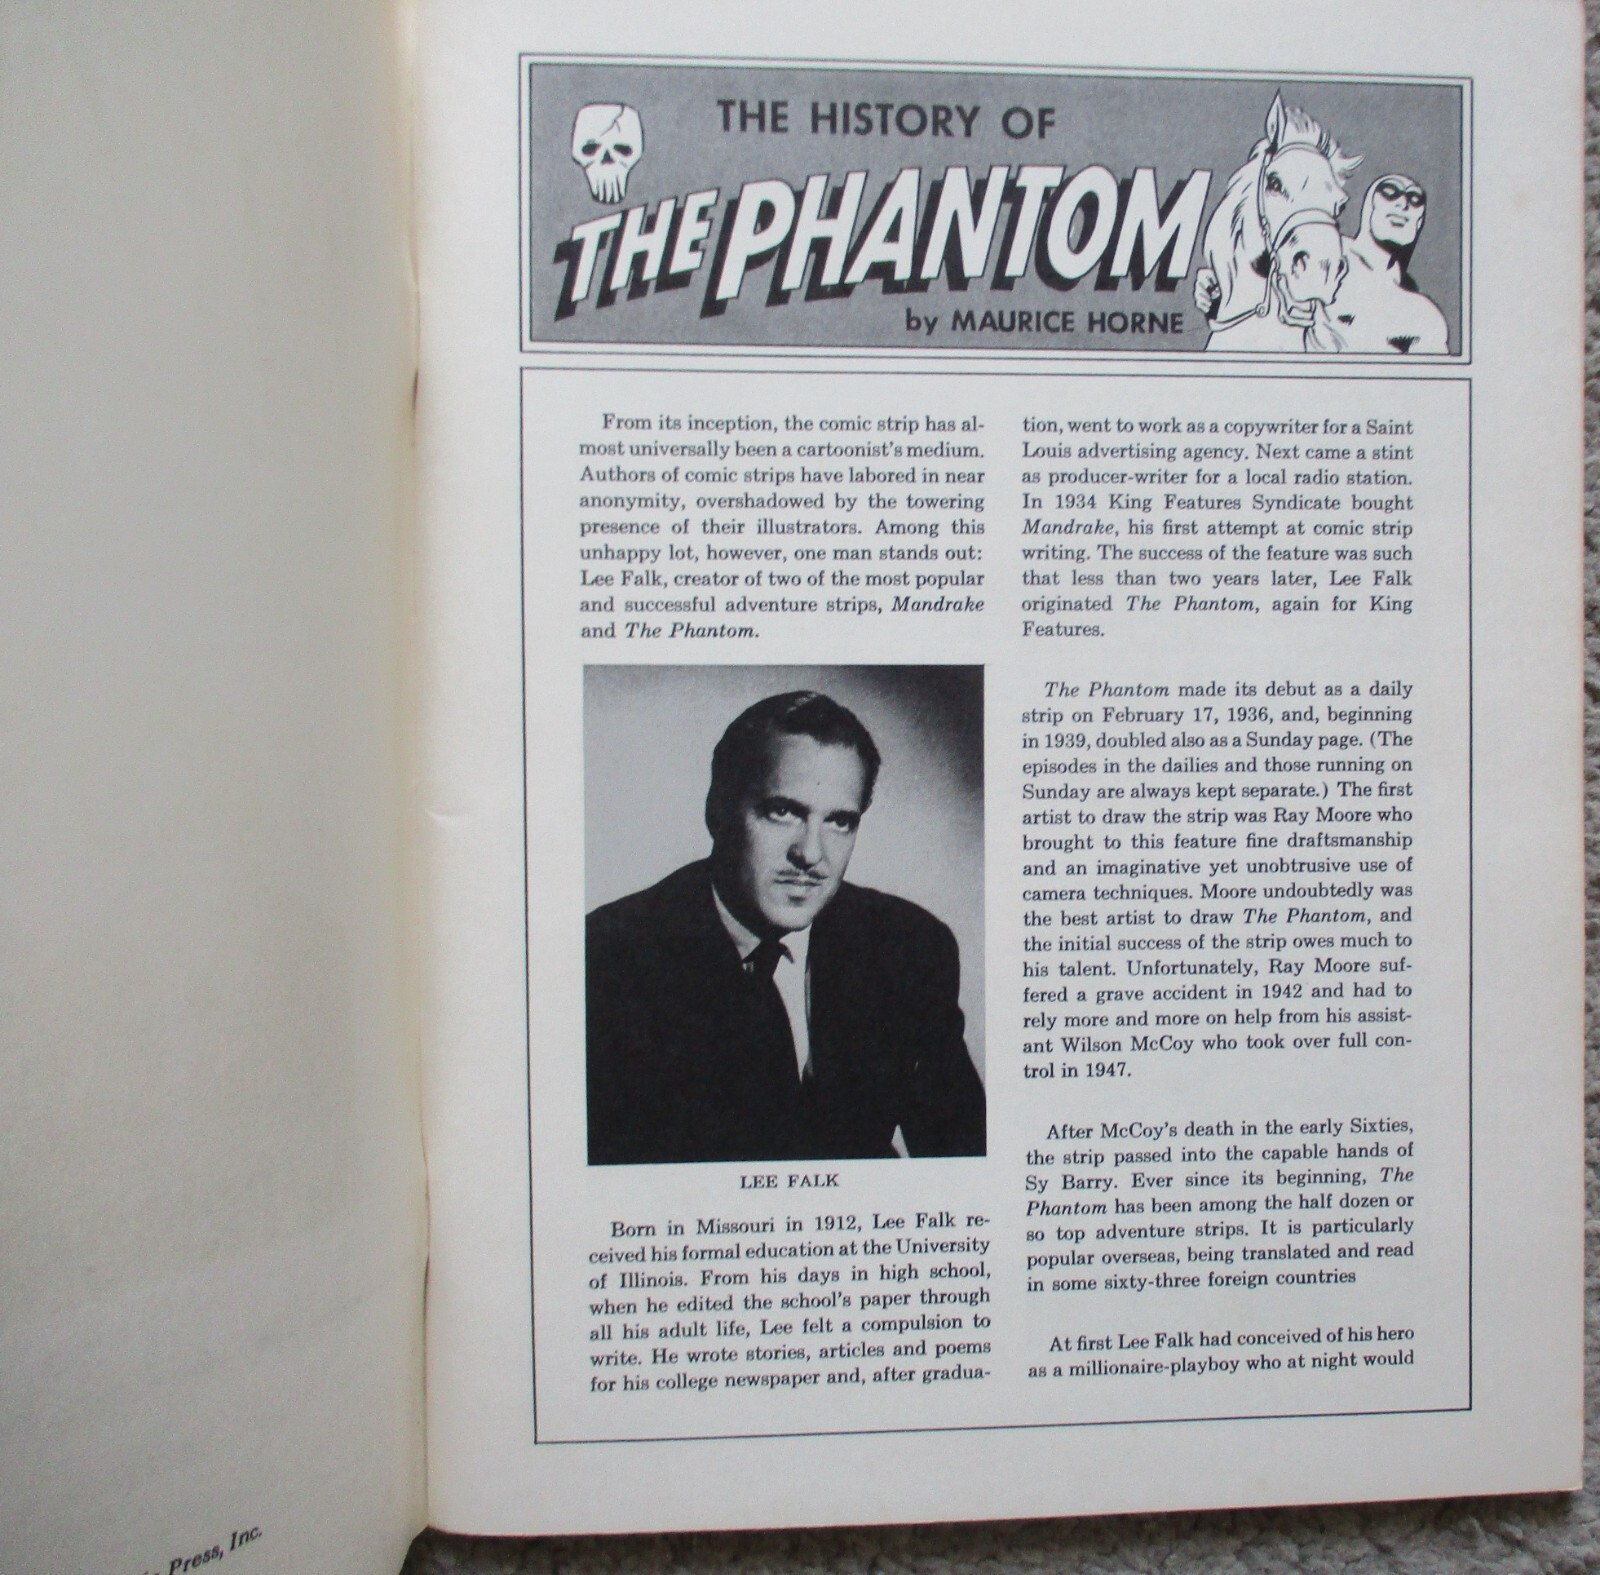 THE HISTORY OF
THE PHANTOM
by MAURICE HORNE
From its inception, the comic strip has al-
most universally been a cartoonist's medium.
Authors of comic strips have labored in near
anonymity, overshadowed by the towering
presence of their illustrators. Among this
unhappy lot, however, one man stands out:
Lee Falk, creator of two of the most popular
and successful adventure strips, Mandrake
and The Phantom.
LEE FALK
Born in Missouri in 1912, Lee Falk re-
ceived his formal education at the University
of Illinois. From his days in high school,
when he edited the school's paper through
all his adult life, Lee felt a compulsion to
write. He wrote stories, articles and poems
for his college newspaper and, after gradua-
tion, went to work as a copywriter for a Saint
Louis advertising agency. Next came a stint
as producer-writer for a local radio station.
In 1934 King Features Syndicate bought
Mandrake, his first attempt at comic strip
writing. The success of the feature was such
that less than two years later, Lee Falk
originated The Phantom, again for King
Features.
The Phantom made its debut as a daily
strip on February 17, 1936, and, beginning
in 1939, doubled also as a Sunday page. (The
episodes in the dailies and those running on
Sunday are always kept separate.) The first
artist to draw the strip was Ray Moore who
brought to this feature fine draftsmanship
and an imaginative yet unobtrusive use of
camera techniques. Moore undoubtedly was
the best artist to draw The Phantom, and
the initial success of the strip owes much to
his talent. Unfortunately, Ray Moore suf-
fered a grave accident in 1942 and had to
rely more and more on help from his assist-
ant Wilson McCoy who took over full con-
trol in 1947.
After McCoy's death in the early Sixties,
the strip passed into the capable hands of
Sy Barry. Ever since its beginning, The
Phantom has been among the half dozen or
so top adventure strips. It is particularly
popular overseas, being translated and read
in some sixty-three foreign countries
At first Lee Falk had conceived of his hero
as a millionaire-playboy who at night would
Press, Inc.